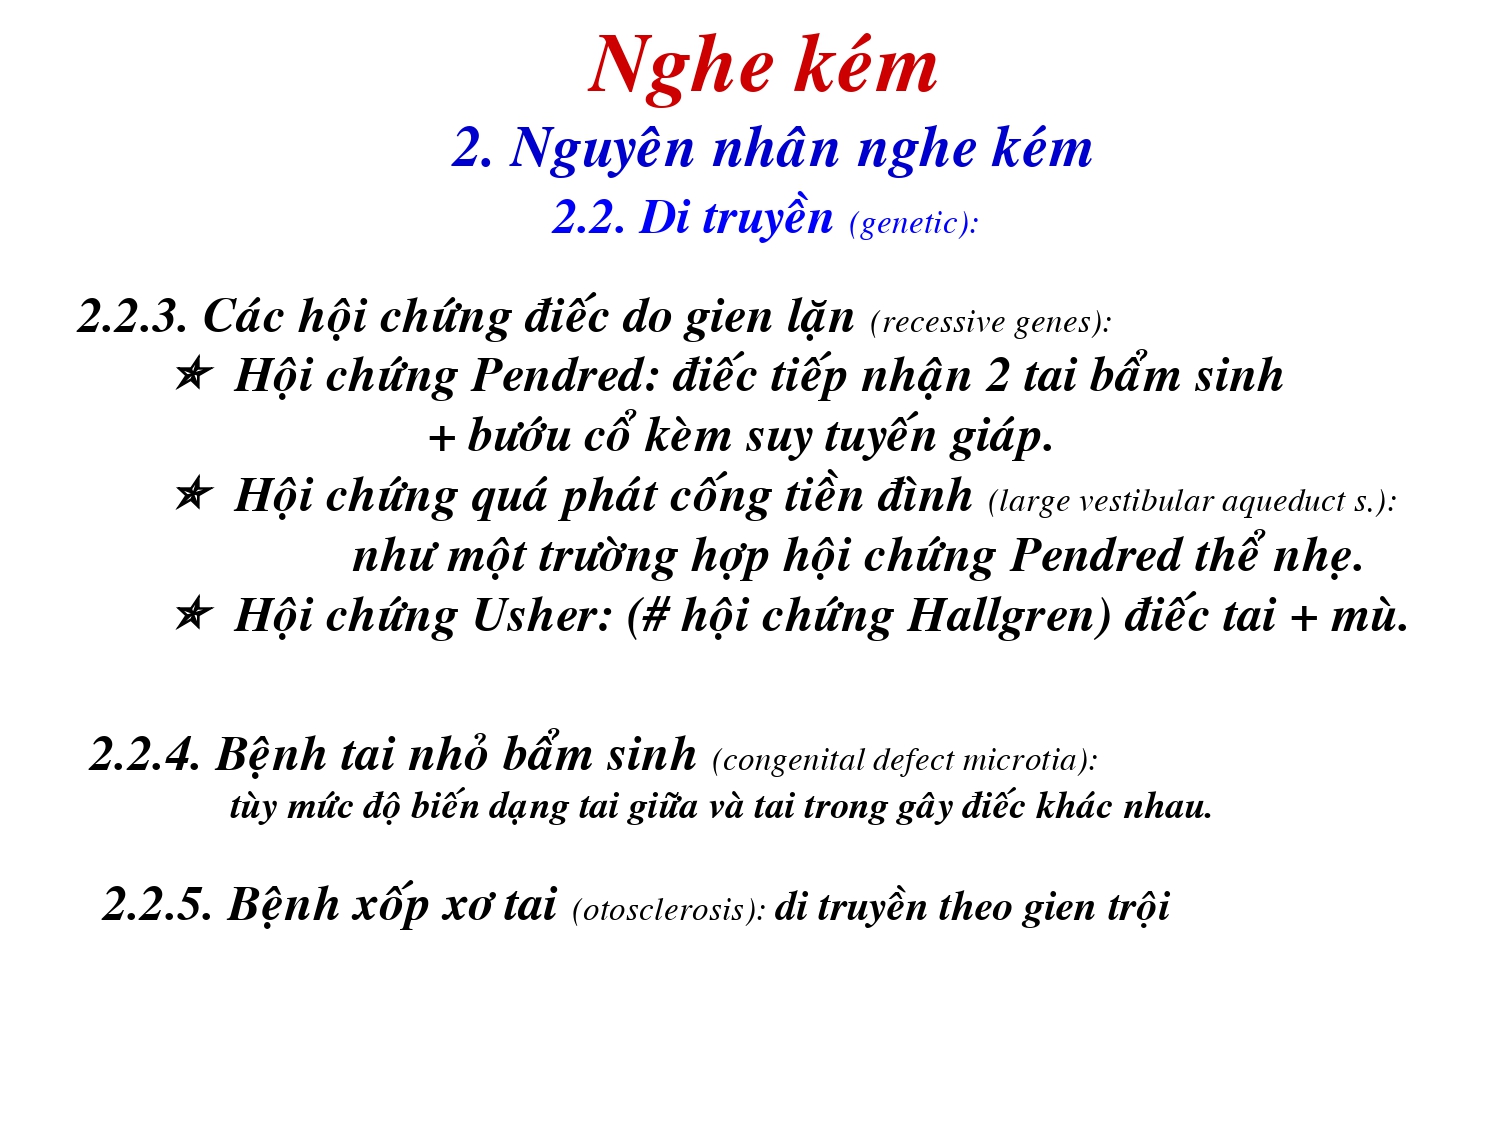 Nghe kém
2. Nguyên nhân nghe kém
2.2. Di truyền (genetic):
2.2.3. Các hội chứng điếc do gien lặn (recessive genes):
✯ Hội chứng Pendred: điếc tiếp nhận 2 tai bẩm sinh
+ bướu cổ kèm suy tuyến giáp.
✯ Hội chứng quá phát cống tiền đình (large vestibular aqueduct s.):
như một trường hợp hội chứng Pendred thể nhẹ.
✯ Hội chứng Usher: (# hội chứng Hallgren) điếc tai + mù.
2.2.4. Bệnh tai nhỏ bẩm sinh (congenital defect microtia):
tùy mức độ biến dạng tai giữa và tai trong gây điếc khác nhau.
2.2.5. Bệnh xốp xơ tai (otosclerosis): di truyền theo gien trội